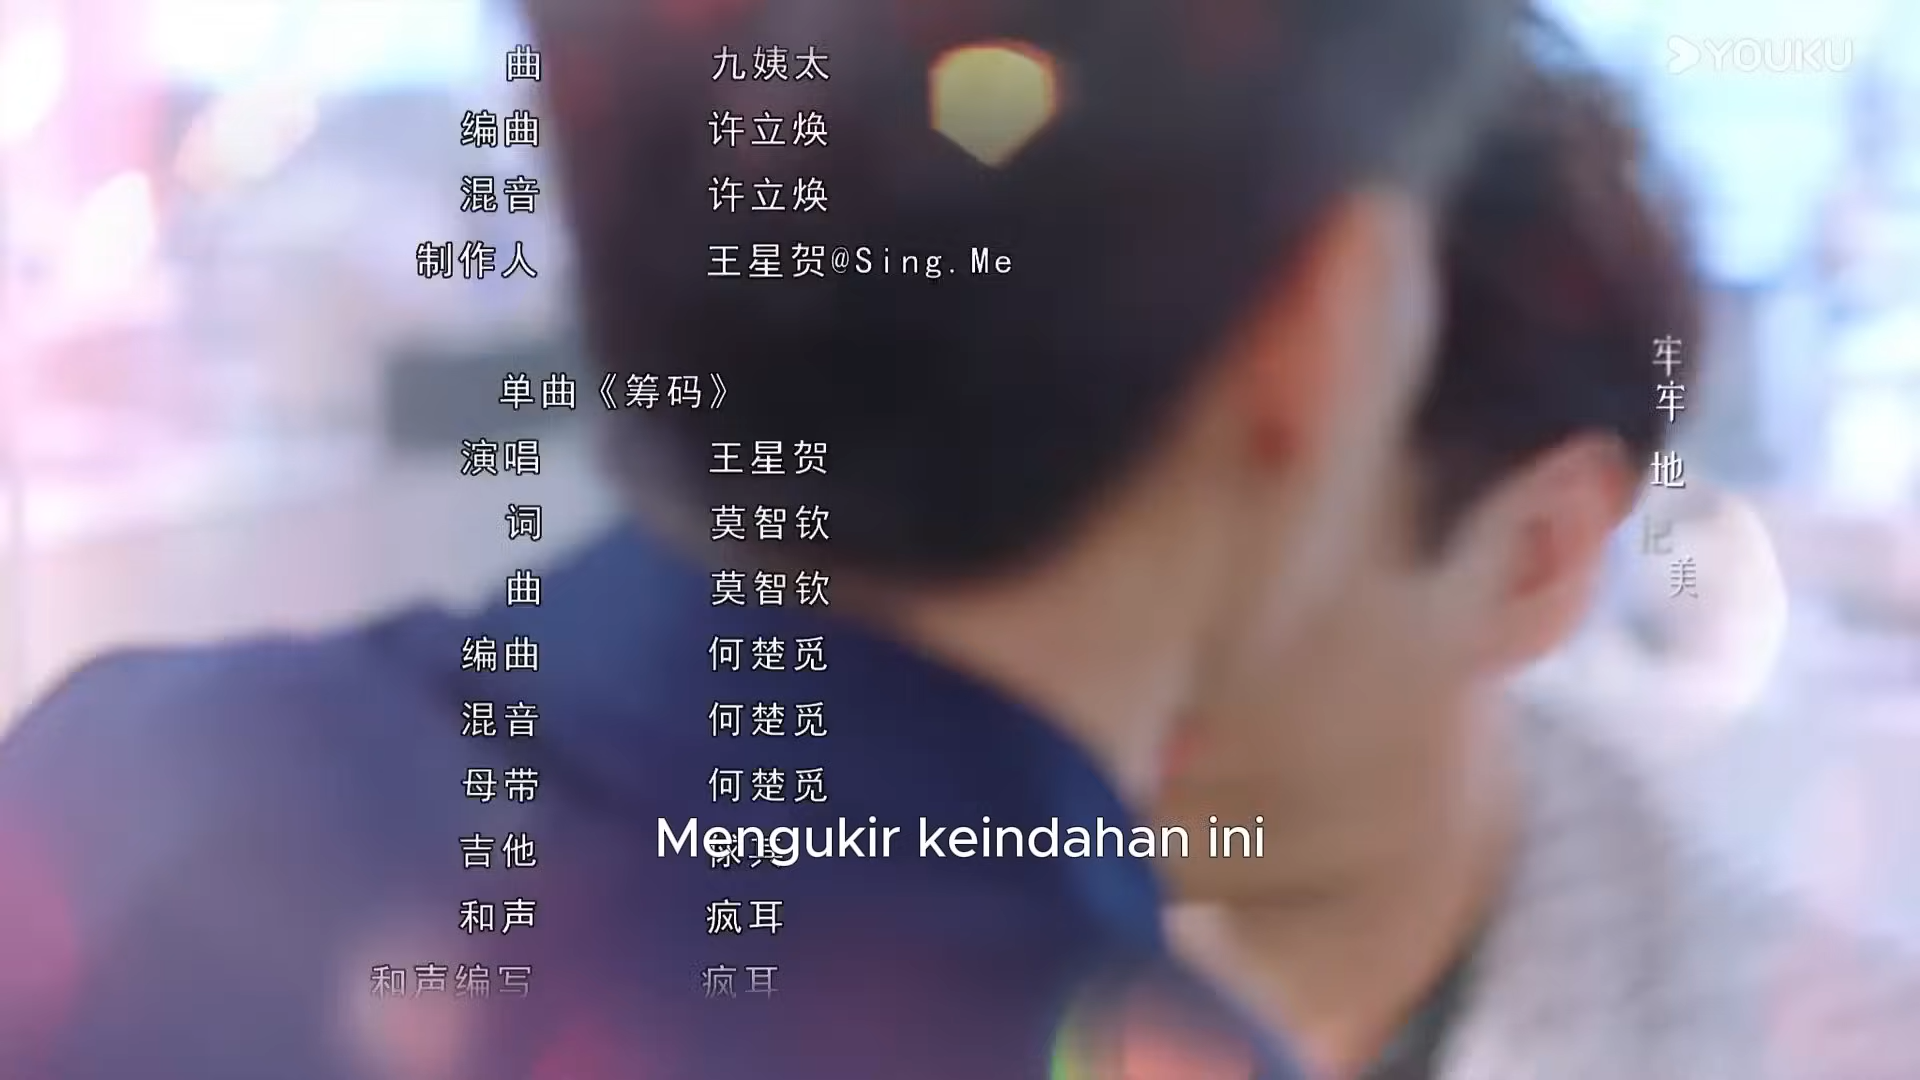 YOUKU
曲 九姨太
编曲 许立焕
混音 许立焕
制作人 王星贺@Sing.Me
单曲《筹码》
演唱 王星贺
词 莫智钦
曲 莫智钦
编曲 何楚觅
混音 何楚觅
母带 何楚觅
吉他
Mengukir keindahan ini
和声 疯耳
和声编写 疯耳
牢牢地把美